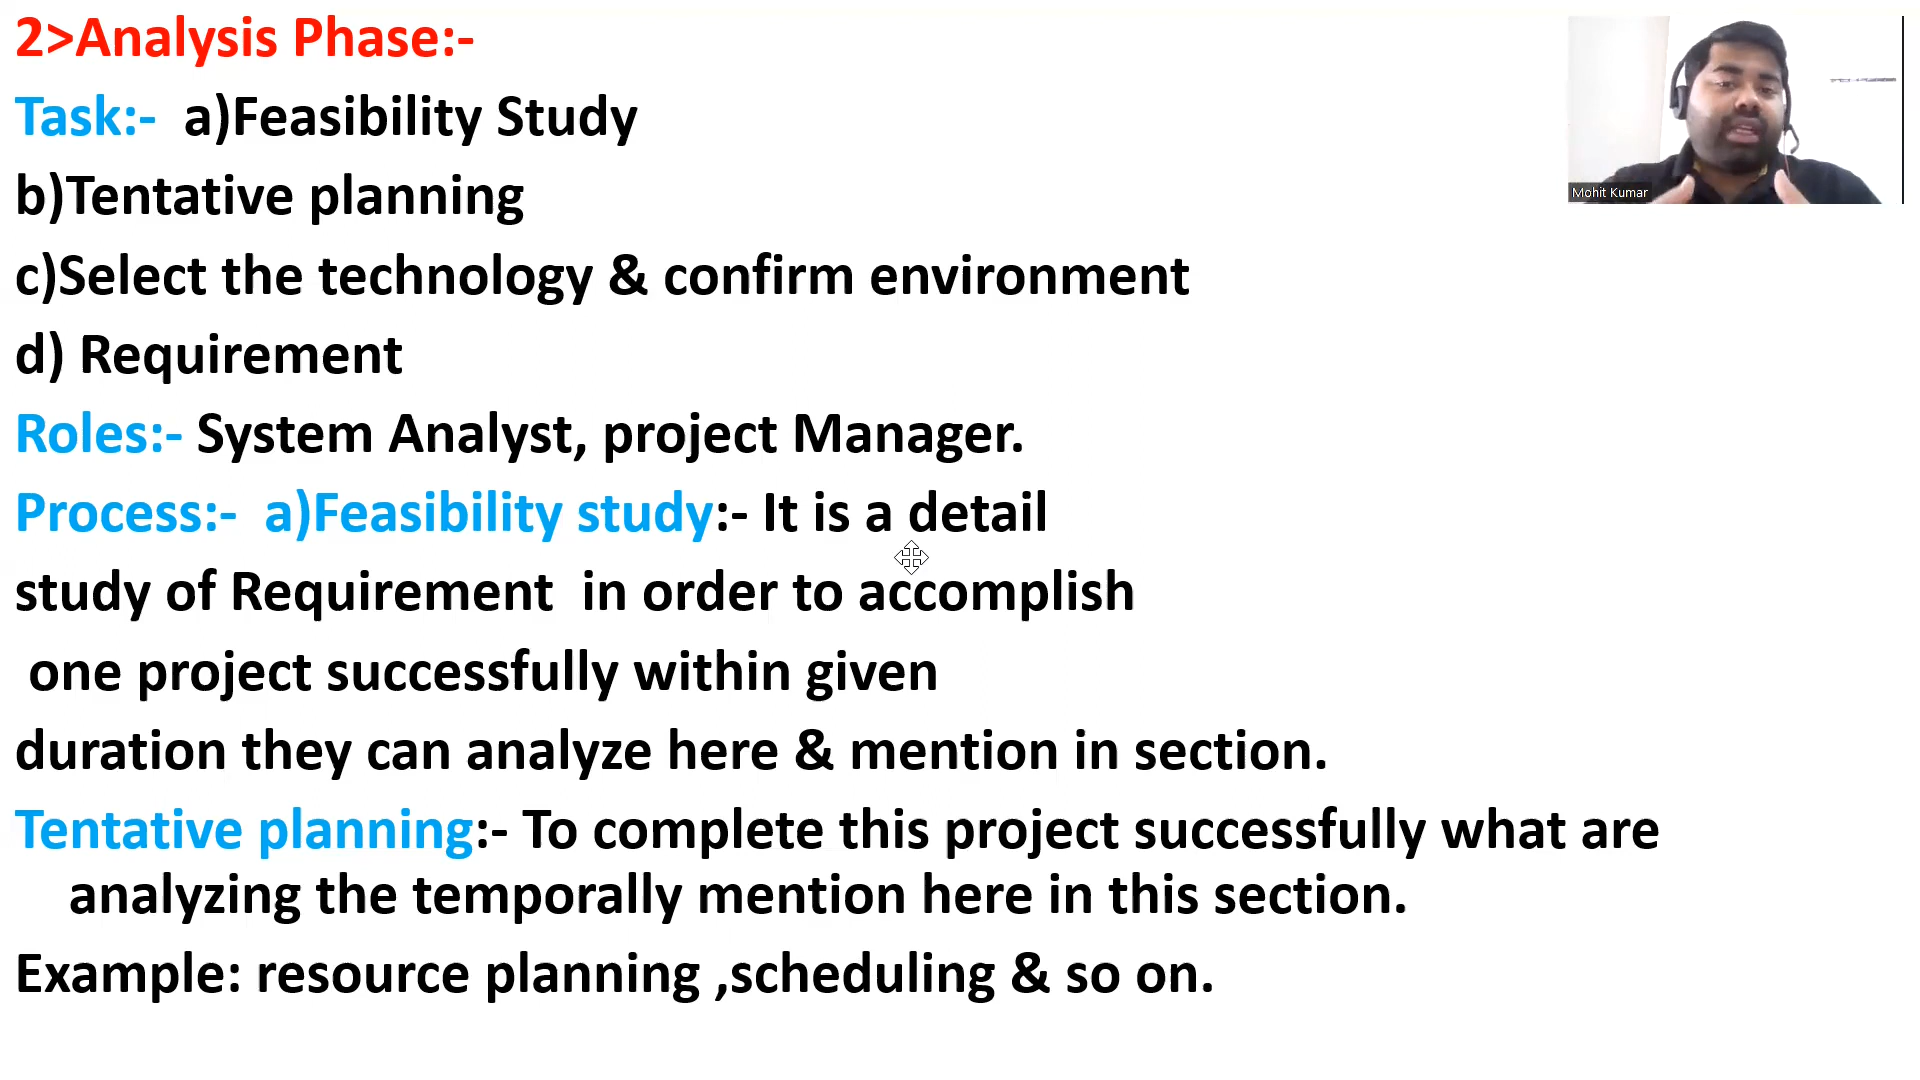 2>Analysis Phase:-
Task:- a)Feasibility Study
b)Tentative planning
c)Select the technology & confirm environment
d) Requirement
Roles:- System Analyst, project Manager.
Process:- a)Feasibility study:- It is a detail
study of Requirement in order to accomplish
one project successfully within given
duration they can analyze here & mention in section.
Tentative planning:- To complete this project successfully what are
analyzing the temporally mention here in this section.
Example: resource planning ,scheduling & so on.
Mohit Kumar